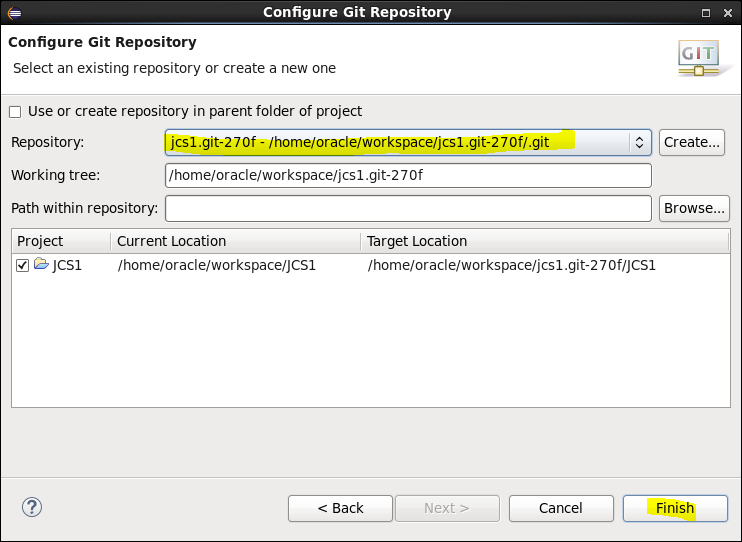 Configure Git Repository
Configure Git Repository
Select an existing repository or create a new one
GIT
Use or create repository in parent folder of project
Repository: jcs1.git-270f - /home/oracle/workspace/jcs1.git-270f/.git Create...
Working tree: /home/oracle/workspace/jcs1.git-270f
Path within repository: Browse...
Project Current Location Target Location
JCS1 /home/oracle/workspace/JCS1 /home/oracle/workspace/jcs1.git-270f/JCS1
? < Back Next > Cancel Finish